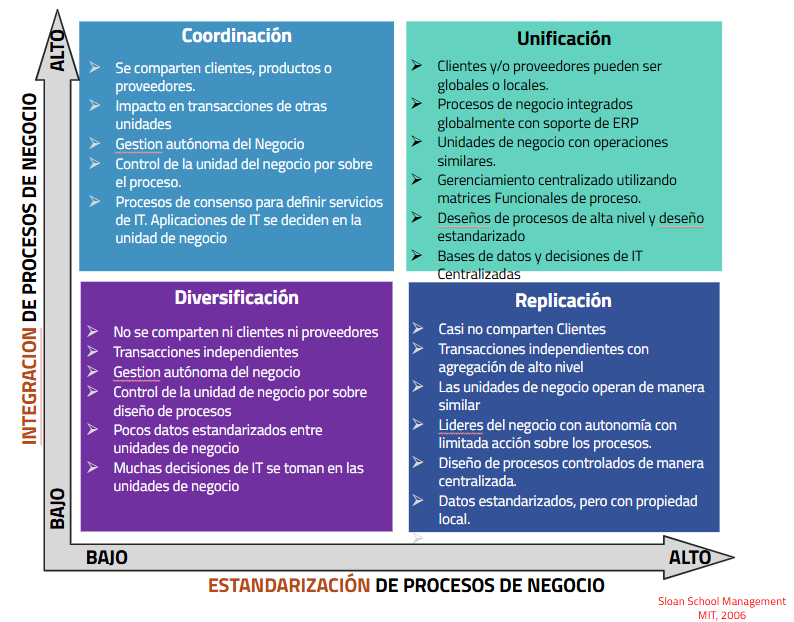 Coordinación
Se comparten clientes, productos o
proveedores.
Impacto en transacciones de otras
unidades
Gestion autónoma del Negocio
Control de la unidad del negocio por sobre
el proceso.
Procesos de consenso para definir servicios
de IT. Aplicaciones de IT se deciden en la
unidad de negocio
Unificación
Clientes y/o proveedores pueden ser
globales o locales.
Procesos de negocio integrados
globalmente con soporte de ERP
Unidades de negocio con operaciones
similares.
Gerenciamiento centralizado utilizando
matrices Funcionales de proceso.
Deseños de procesos de alta nivel y deseño
estandarizado
Bases de datos y decisiones de IT
Centralizadas
Diversificación
No se comparten ni clientes ni proveedores
Transacciones independientes
Gestion autónoma del negocio
Control de la unidad de negocio por sobre
diseño de procesos
Pocos datos estandarizados entre
unidades de negocio
Muchas decisiones de IT se toman en las
unidades de negocio
Replicación
Casi no comparten Clientes
Transacciones independientes con
agregación de alto nivel
Las unidades de negocio operan de manera
similar
Lideres del negocio con autonomía con
limitada acción sobre los procesos.
Diseño de procesos controlados de manera
centralizada.
Datos estandarizados, pero con propiedad
local.
ALTO
INTEGRACION DE PROCESOS DE NEGOCIO
BAJO
BAJO
ALTO
ESTANDARIZACIÓN DE PROCESOS DE NEGOCIO
Sloan School Management
MIT, 2006